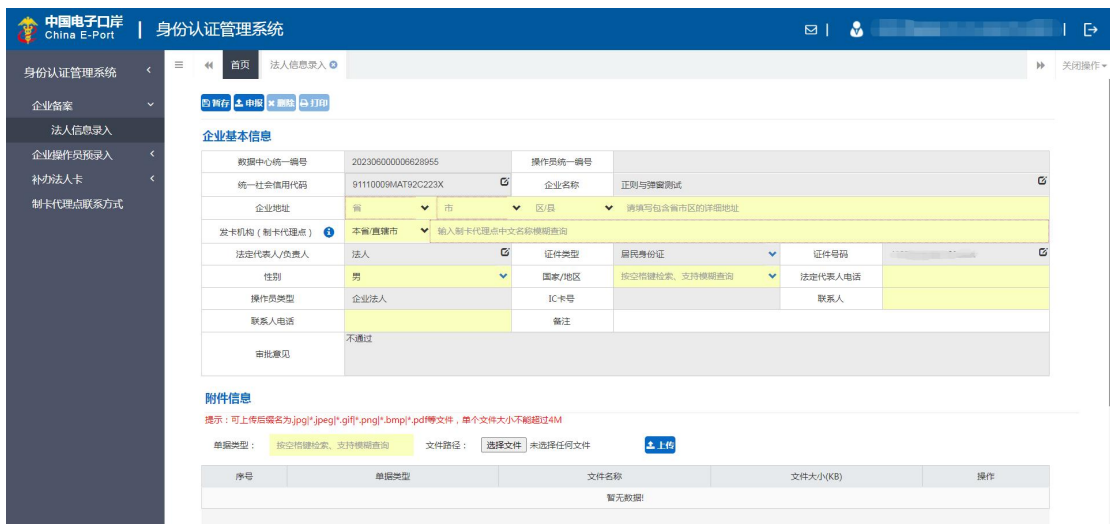 中国电子口岸
China E-Port
身份认证管理系统
身份认证管理系统
企业备案
法人信息录入
企业操作员预录入
补办法人卡
制卡代理点联系方式
首页 法人信息录入 关闭操作
暂存 申报 删除 打印
企业基本信息
数据中心统一编号 202306000006628955 操作员统一编号
统一社会信用代码 91110009MAT92C223X 企业名称 正则与弹窗测试
企业地址 省 市 区/县 请填写包含省市区的详细地址
发卡机构(制卡代理点) 本省/直辖市 输入制卡代理点中文名称模糊查询
法定代表人/负责人 法人 证件类型 居民身份证 证件号码
性别 男 国家/地区 按空格键检索、支持模糊查询 法定代表人电话
操作员类型 企业法人 IC卡号 联系人
联系人电话 备注
审批意见 不通过
附件信息
提示：可上传后缀名为.jpg|*.jpeg|*.gif|*.png|*.bmp|*.pdf等文件，单个文件大小不能超过4M
单据类型： 按空格键检索、支持模糊查询 文件路径： 选择文件 未选择任何文件 上传
序号 单据类型 文件名称 文件大小(KB) 操作
暂无数据!